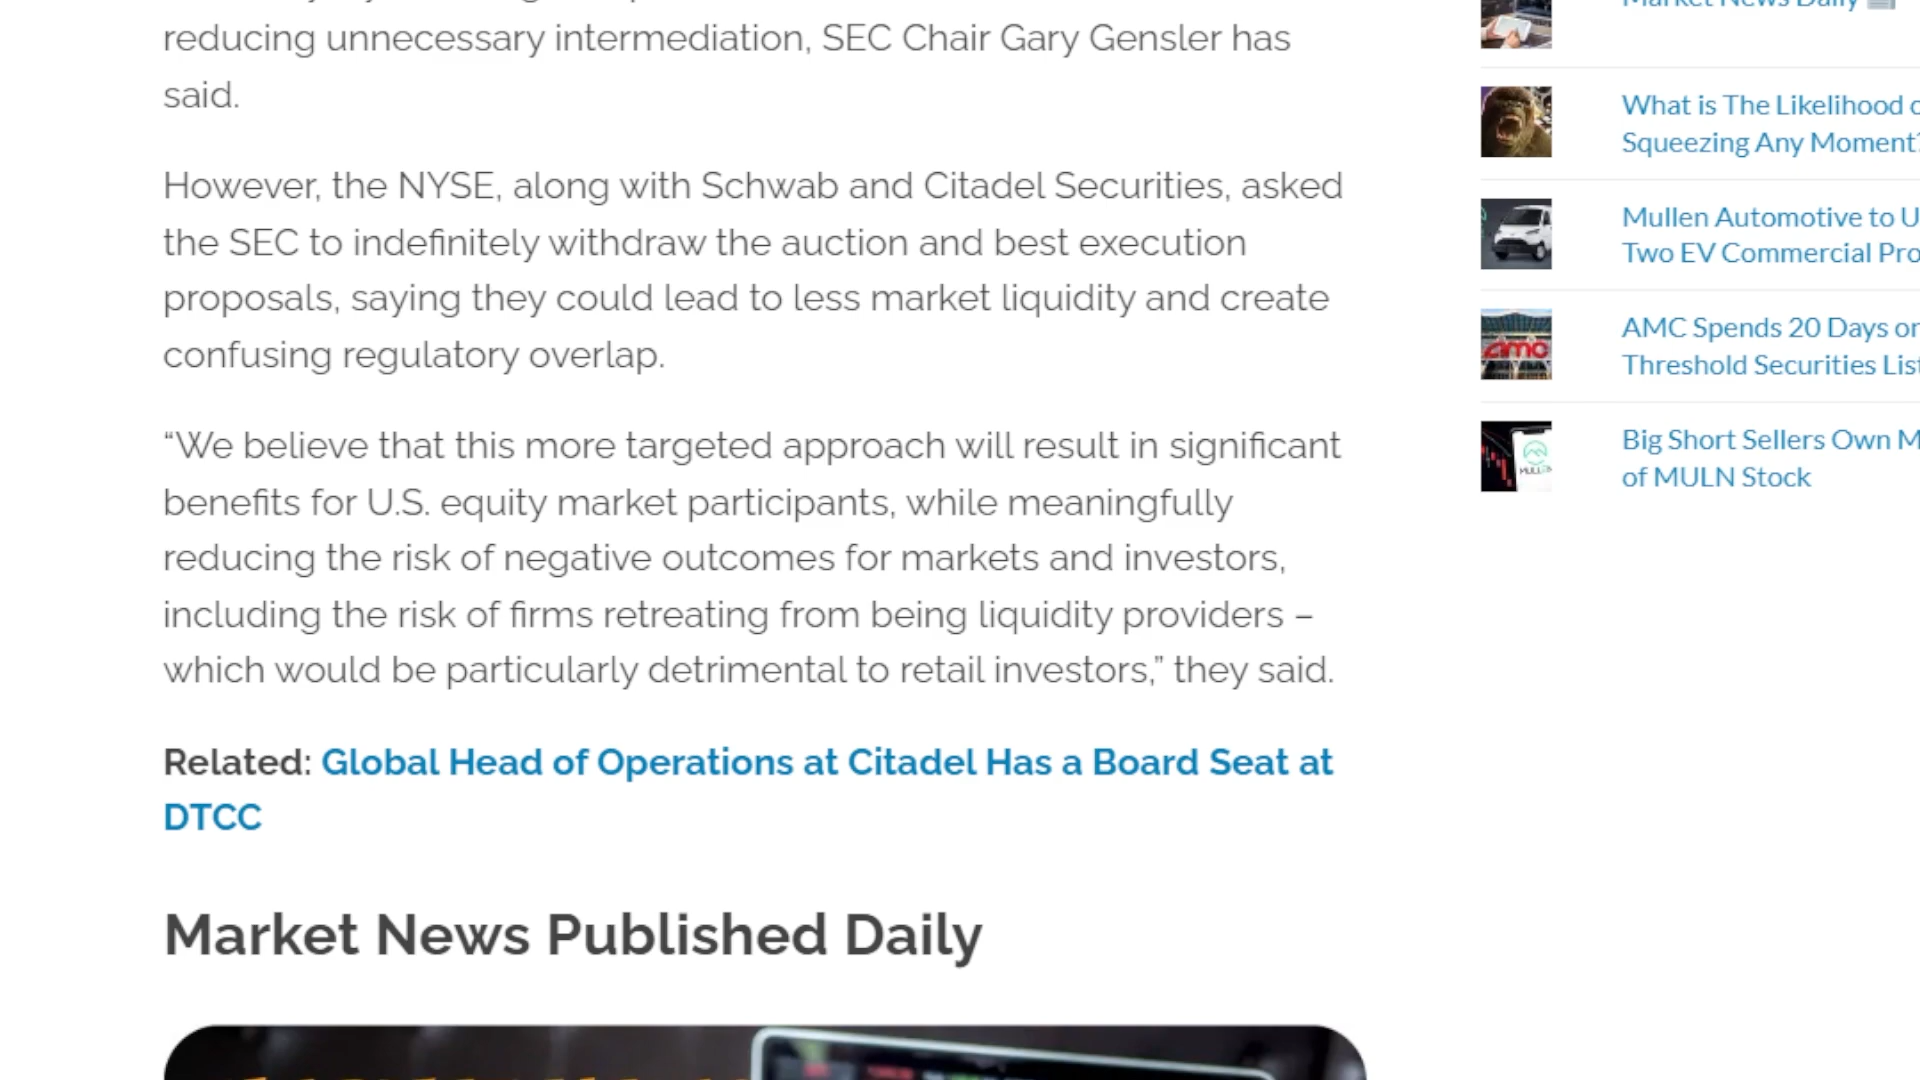 reducing unnecessary intermediation, SEC Chair Gary Gensler has
said.
However, the NYSE, along with Schwab and Citadel Securities, asked
the SEC to indefinitely withdraw the auction and best execution
proposals, saying they could lead to less market liquidity and create
confusing regulatory overlap.
“We believe that this more targeted approach will result in significant
benefits for U.S. equity market participants, while meaningfully
reducing the risk of negative outcomes for markets and investors,
including the risk of firms retreating from being liquidity providers –
which would be particularly detrimental to retail investors,” they said.
Related: Global Head of Operations at Citadel Has a Board Seat at
DTCC
Market News Published Daily
Market News Daily
What is The Likelihood
Squeezing Any Moment?
Mullen Automotive to
Two EV Commercial
AMC Spends 20 Days
amc
Threshold Securities
Big Short Sellers Own
of MULN Stock